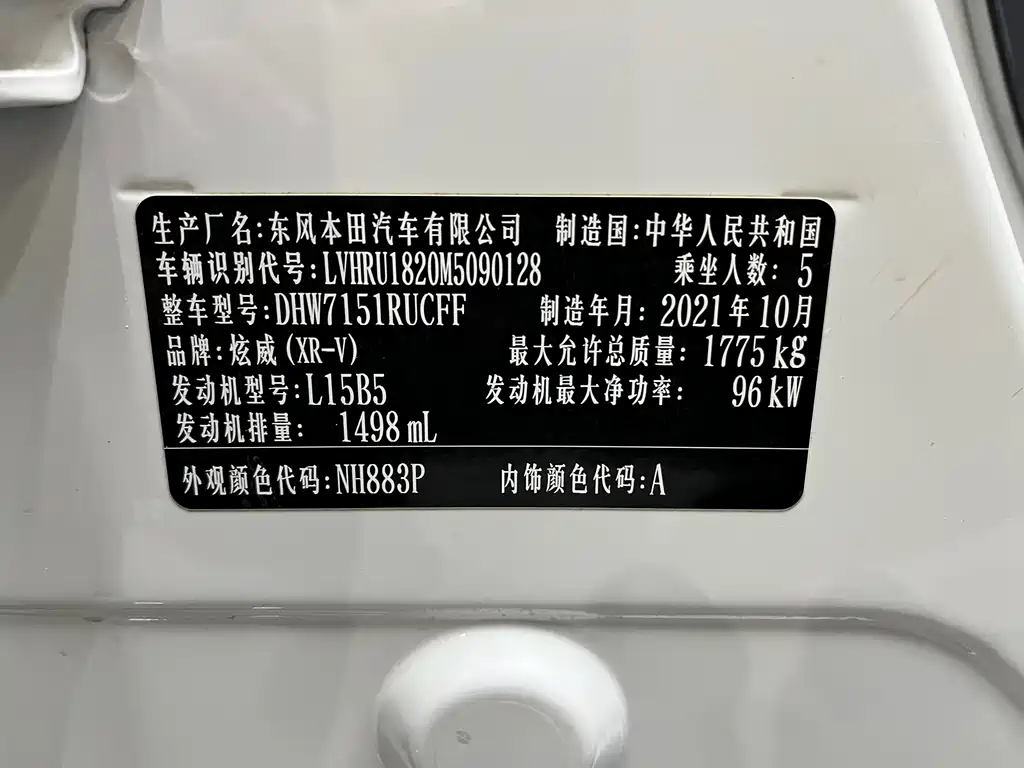 生产厂名:东风本田汽车有限公司 制造国:中华人民共和国
车辆识别代号:LVHRU1820M5090128 乘坐人数:5
整车型号:DHW7151RUCFF 制造年月:2021年10月
品牌:炫威(XR-V) 最大允许总质量:1775kg
发动机型号:L15B5 发动机最大净功率:96kW
发动机排量: 1498mL
外观颜色代码:NH883P 内饰颜色代码:A